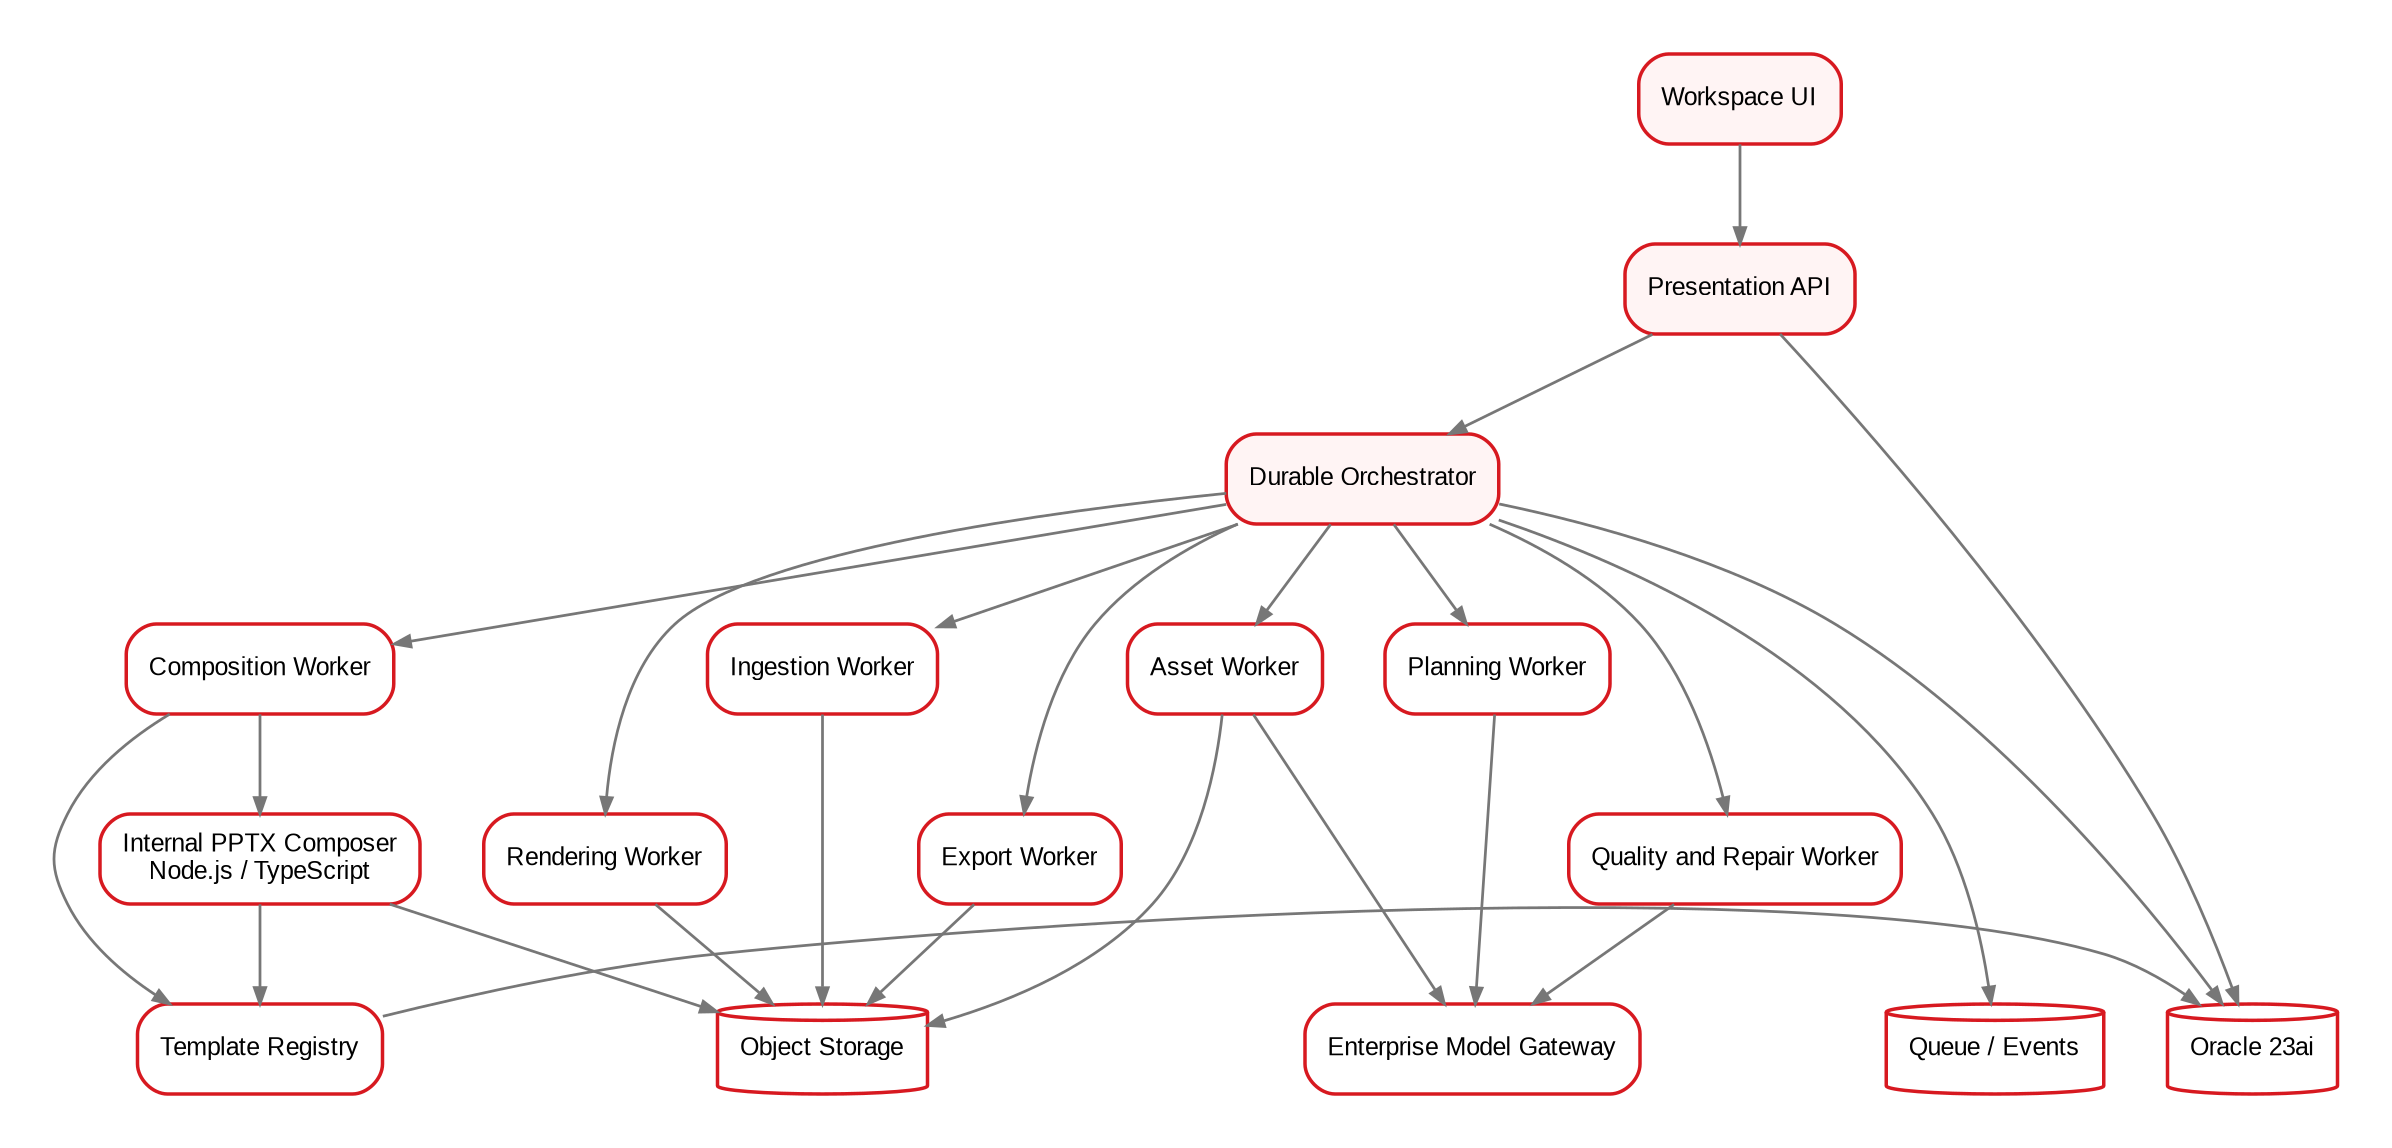 Workspace UI
Presentation API
Durable Orchestrator
Composition Worker
Ingestion Worker
Asset Worker
Planning Worker
Internal PPTX Composer
Node.js / TypeScript
Rendering Worker
Export Worker
Quality and Repair Worker
Template Registry
Object Storage
Enterprise Model Gateway
Queue / Events
Oracle 23ai